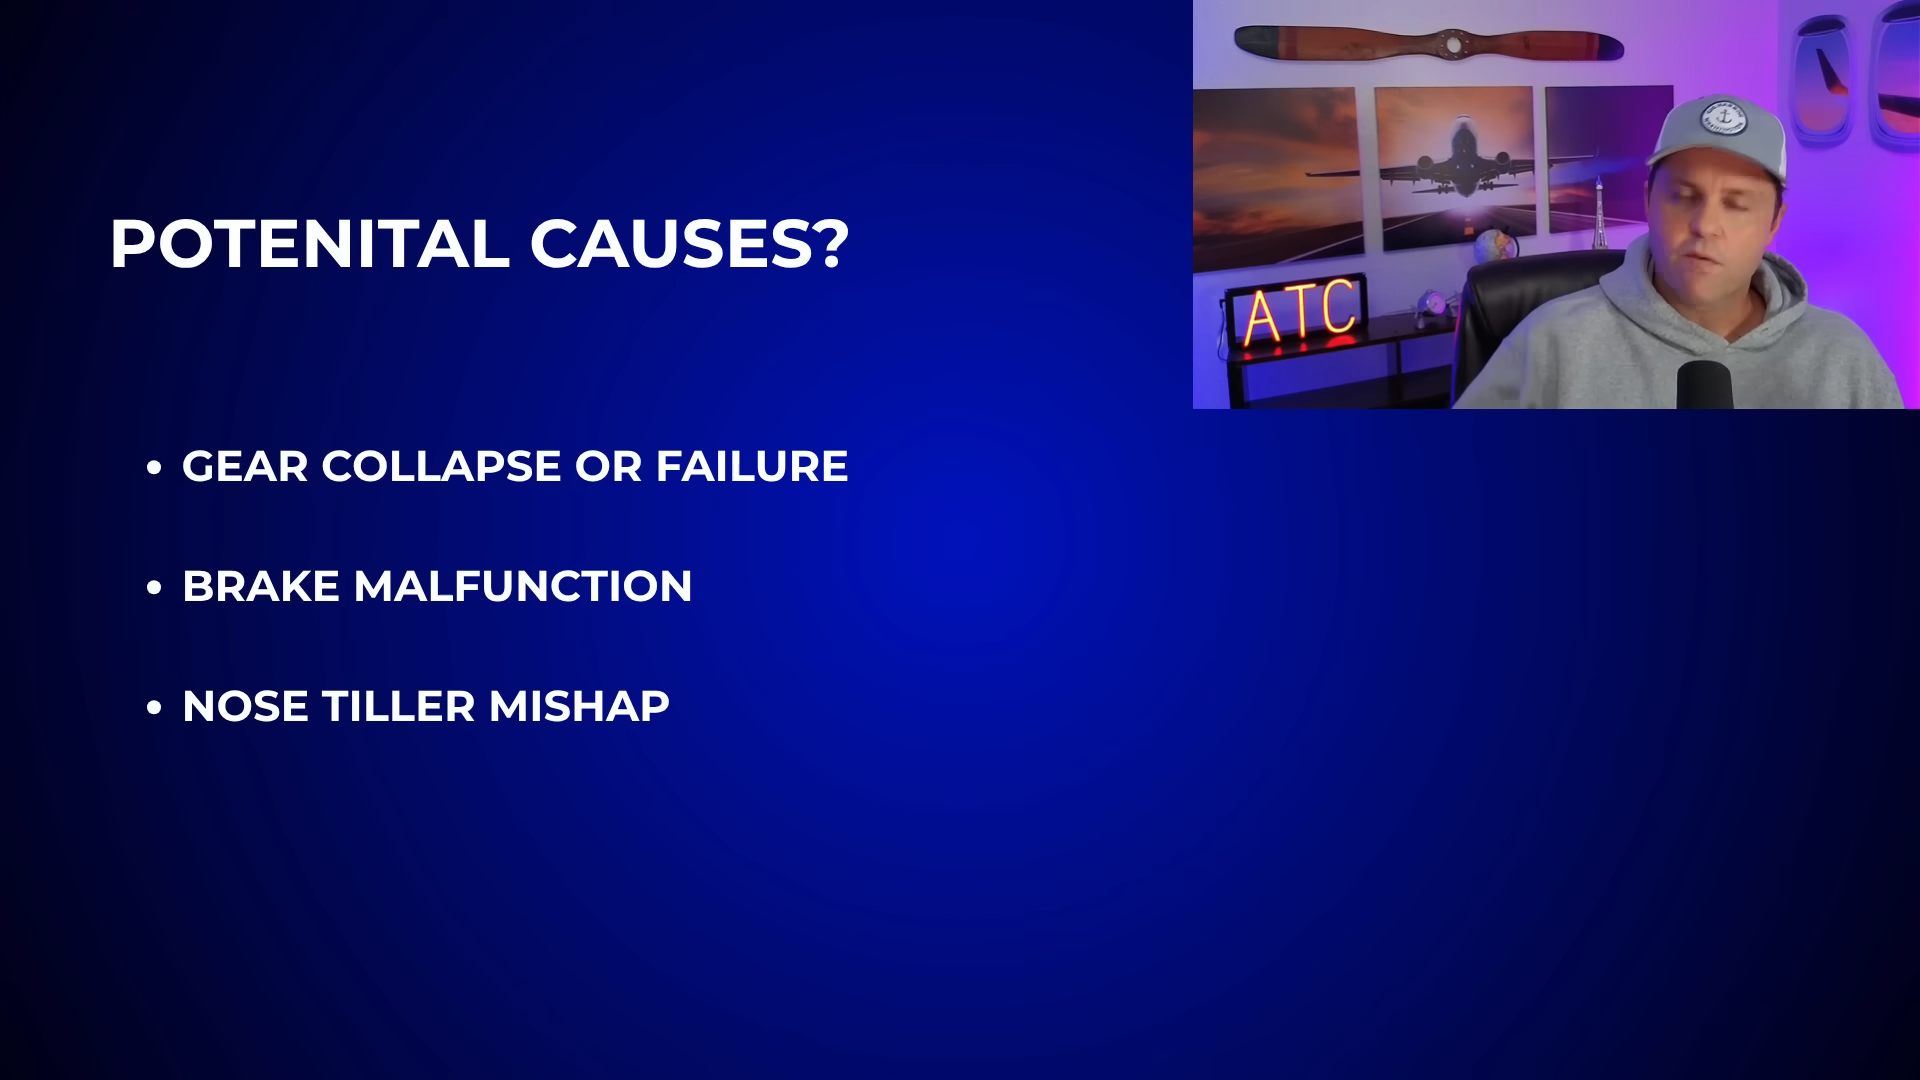 POTENITAL CAUSES?
ATC
• GEAR COLLAPSE OR FAILURE
• BRAKE MALFUNCTION
• NOSE TILLER MISHAP